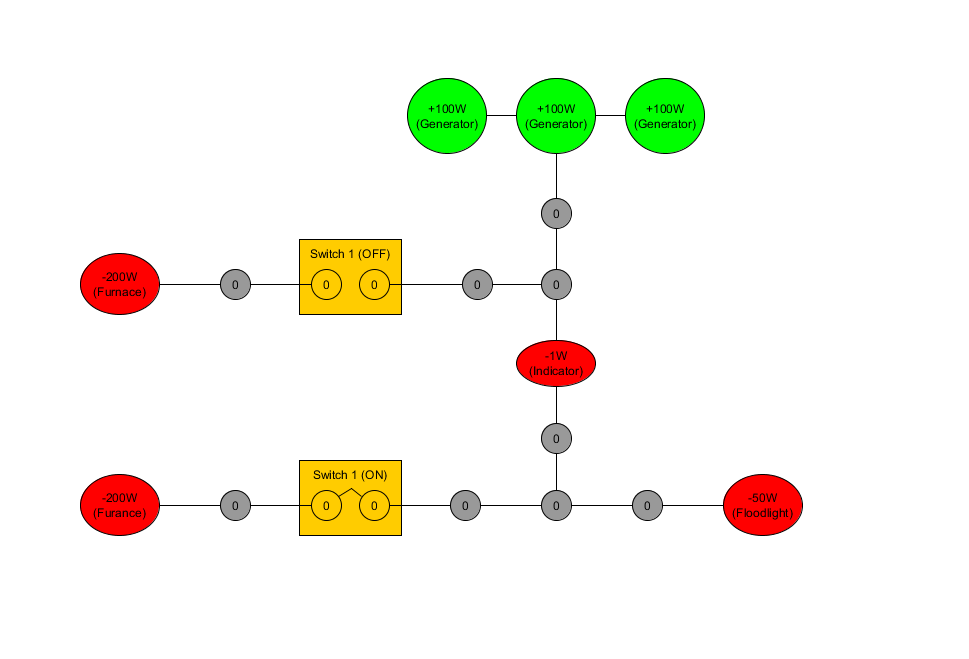 +100W
(Generator)
+100W
(Generator)
+100W
(Generator)
0
Switch 1 (OFF)
-200W
(Furnace)
0
0
0
0
0
-1W
(Indicator)
0
Switch 1 (ON)
-200W
(Furance)
0
0
0
0
0
0
-50W
(Floodlight)